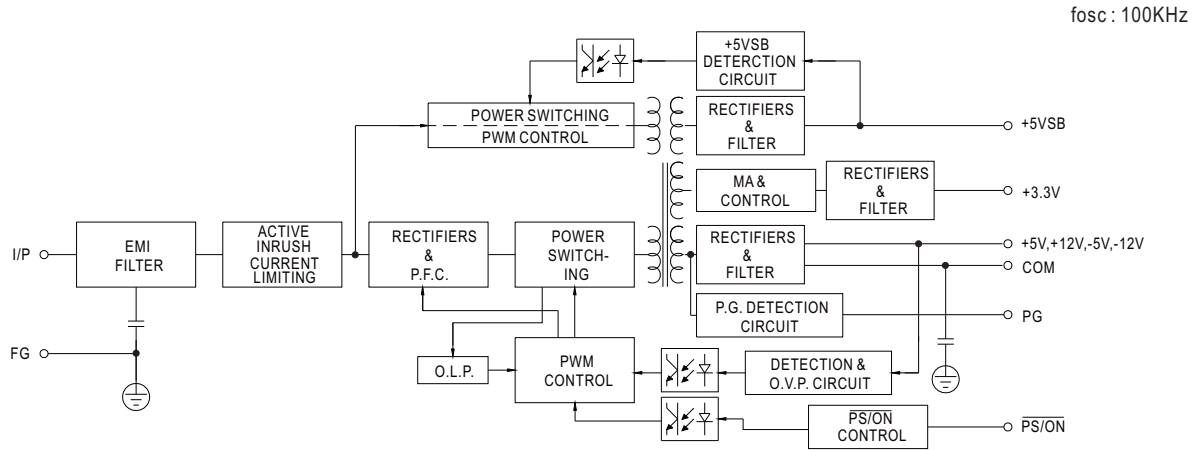 fosc : 100KHz
+5VSB
DETERCTION
CIRCUIT
POWER SWITCHING
PWM CONTROL
RECTIFIERS
&
FILTER
+5VSB
MA &
CONTROL
RECTIFIERS
&
FILTER
+3.3V
I/P
EMI
FILTER
ACTIVE
INRUSH
CURRENT
LIMITING
RECTIFIERS
&
P.F.C.
POWER
SWITCH-
ING
RECTIFIERS
&
FILTER
+5V,+12V,-5V,-12V
COM
P.G. DETECTION
CIRCUIT
PG
FG
O.L.P.
PWM
CONTROL
DETECTION &
O.V.P. CIRCUIT
PS/ON
CONTROL
PS/ON